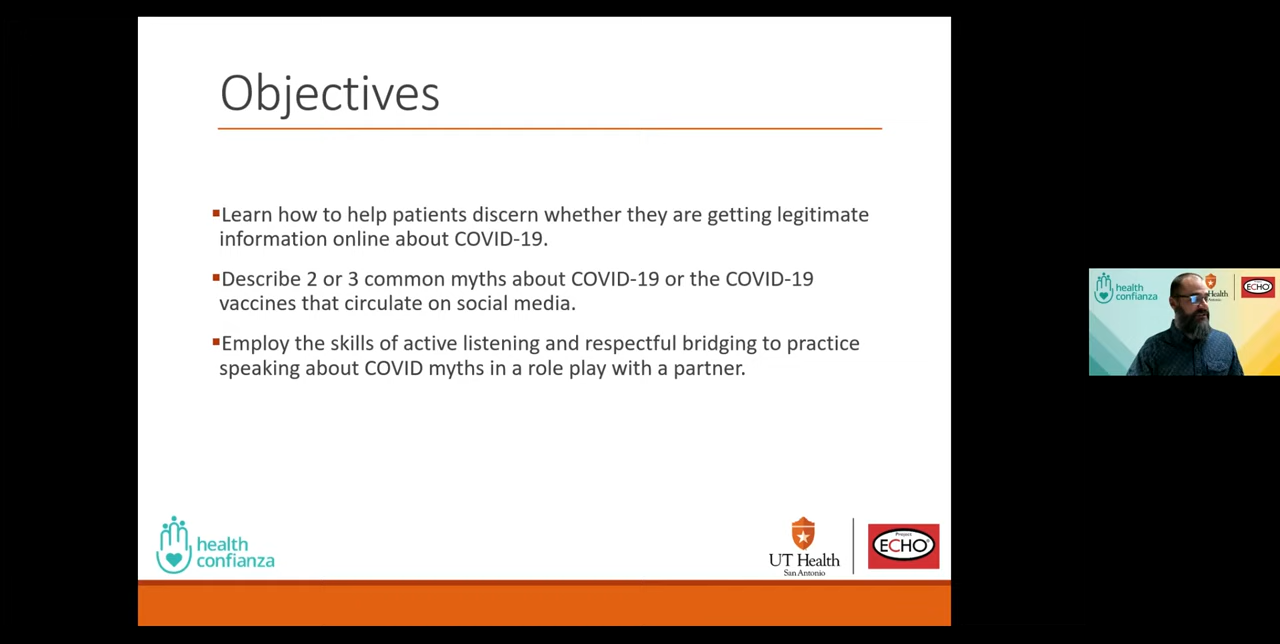 Objectives
▪Learn how to help patients discern whether they are getting legitimate
information online about COVID-19.
▪Describe 2 or 3 common myths about COVID-19 or the COVID-19
vaccines that circulate on social media.
▪Employ the skills of active listening and respectful bridging to practice
speaking about COVID myths in a role play with a partner.
health
confianza
UT Health
San Antonio
Project
ECHO®
health
confianza
Health
ECHO